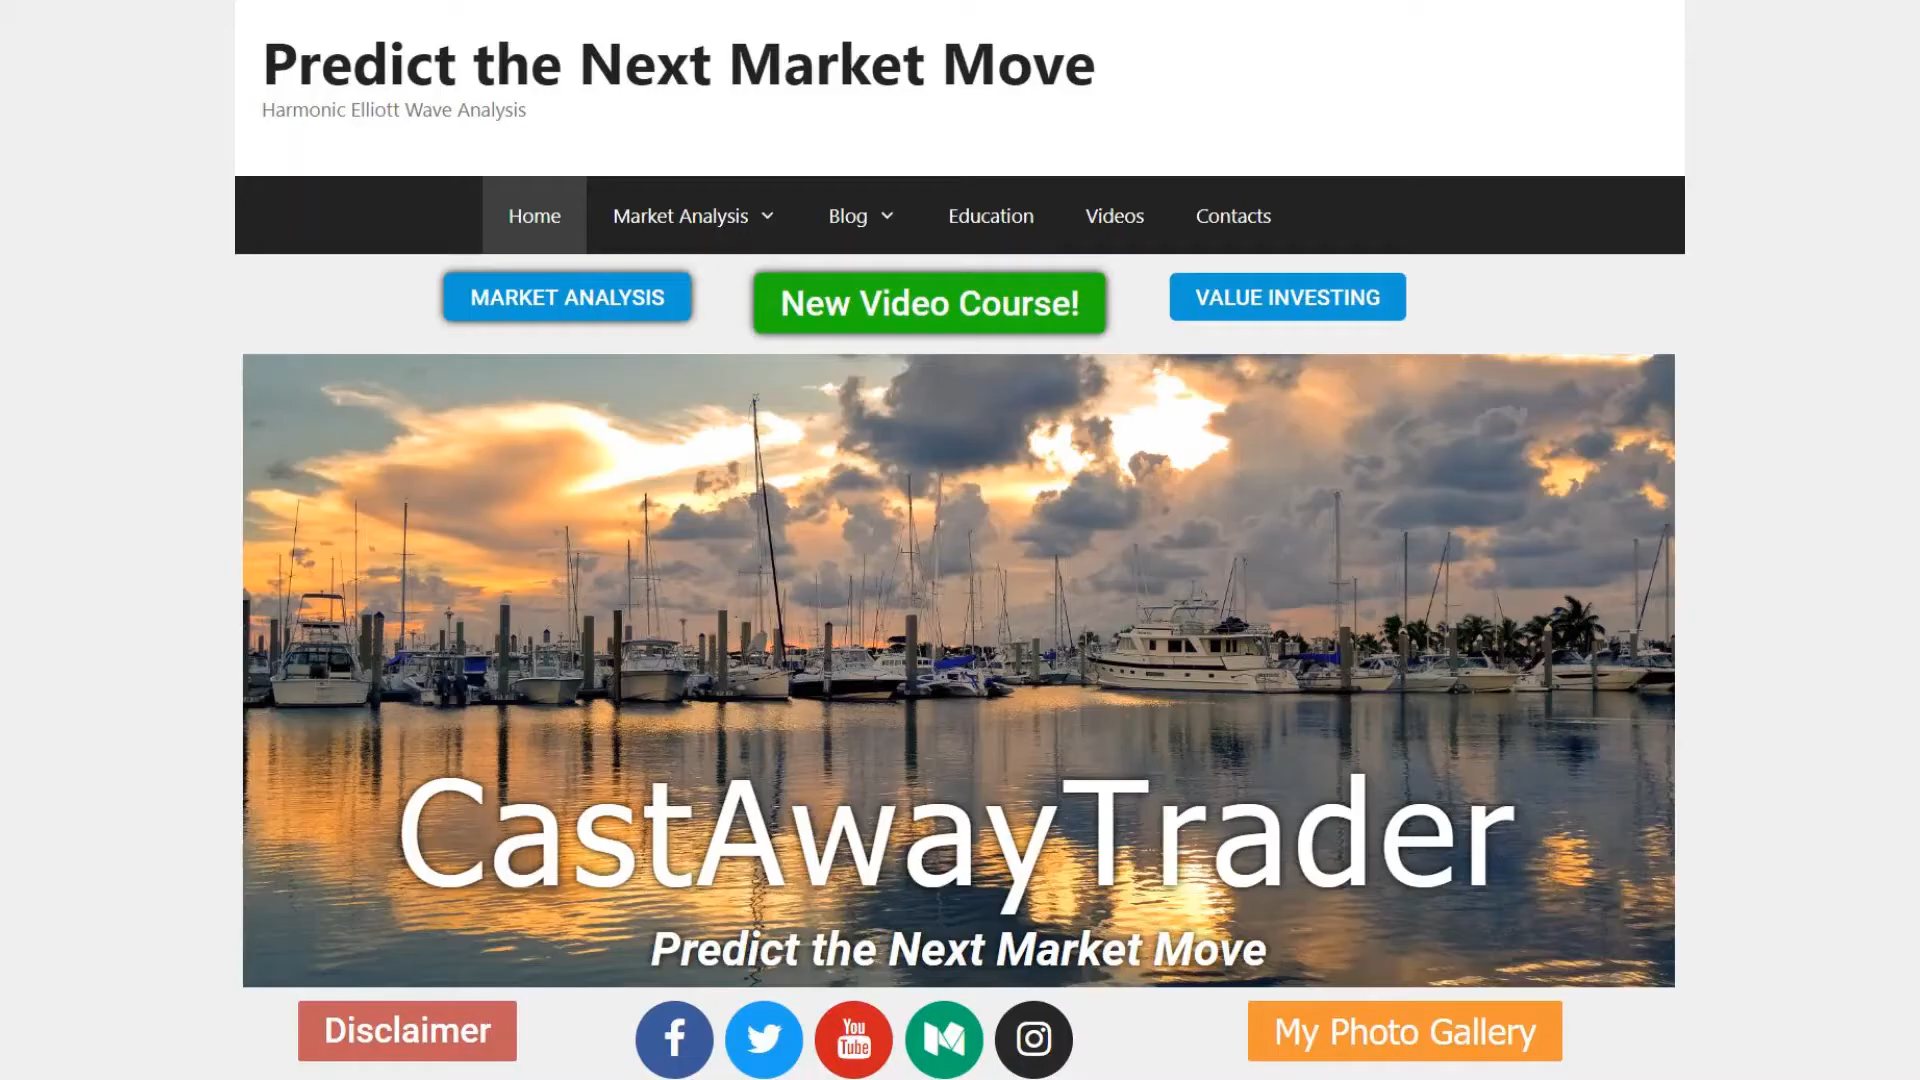 Predict the Next Market Move
Harmonic Elliott Wave Analysis
Home Market Analysis Blog Education Videos Contacts
MARKET ANALYSIS New Video Course! VALUE INVESTING
CastAwayTrader
Predict the Next Market Move
Disclaimer You Tube My Photo Gallery